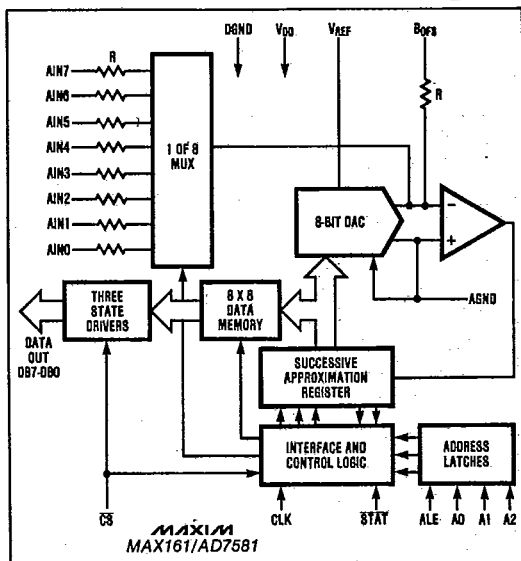 DGND VDD VREF BOFS
AIN7 R
AIN6
AIN5
AIN4
AIN3
AIN2
AIN1
AIN0
1 OF 8
MUX
R
8-BIT DAC
−
+
AGND
THREE
STATE
DRIVERS
8 X 8
DATA
MEMORY
DATA
OUT
DB7-DB0
SUCCESSIVE
APPROXIMATION
REGISTER
INTERFACE AND
CONTROL LOGIC
ADDRESS
LATCHES
CS CLK STAT ALE A0 A1 A2
MAXIM
MAX161/AD7581